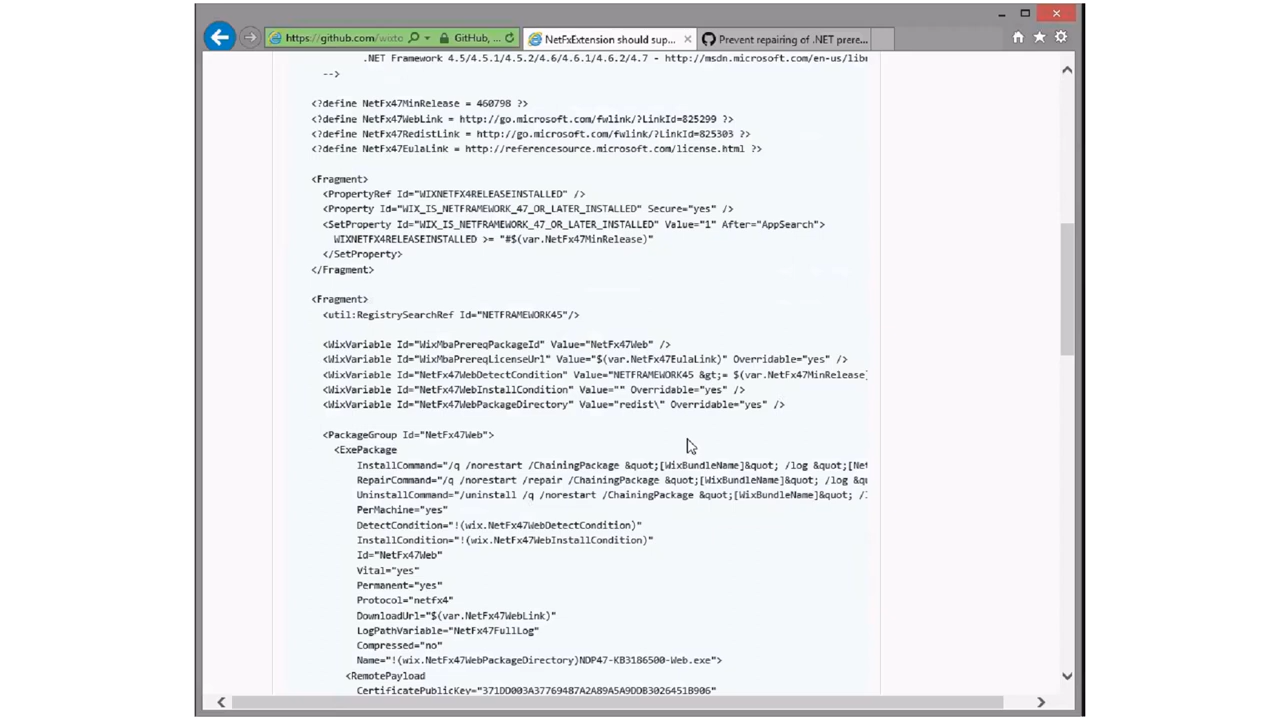 https://github.com/wixto
GitHub, ...
NetFxExtension should sup...
Prevent repairing of .NET prere...
.NET Framework 4.5/4.5.1/4.5.2/4.6/4.6.1/4.6.2/4.7 - http://msdn.microsoft.com/en-us/libr
-->
<?define NetFx47MinRelease = 460798 ?>
<?define NetFx47WebLink = http://go.microsoft.com/fwlink/?LinkId=825299 ?>
<?define NetFx47RedistLink = http://go.microsoft.com/fwlink/?LinkId=825303 ?>
<?define NetFx47EulaLink = http://referencesource.microsoft.com/license.html ?>
<Fragment>
<PropertyRef Id="WIXNETFX4RELEASEINSTALLED" />
<Property Id="WIX_IS_NETFRAMEWORK_47_OR_LATER_INSTALLED" Secure="yes" />
<SetProperty Id="WIX_IS_NETFRAMEWORK_47_OR_LATER_INSTALLED" Value="1" After="AppSearch">
WIXNETFX4RELEASEINSTALLED >= "#$(var.NetFx47MinRelease)"
</SetProperty>
</Fragment>
<Fragment>
<util:RegistrySearchRef Id="NETFRAMEWORK45"/>
<WixVariable Id="WixMbaPrereqPackageId" Value="NetFx47Web" />
<WixVariable Id="WixMbaPrereqLicenseUrl" Value="$(var.NetFx47EulaLink)" Overridable="yes" />
<WixVariable Id="NetFx47WebDetectCondition" Value="NETFRAMEWORK45 &gt;= $(var.NetFx47MinRelease)
<WixVariable Id="NetFx47WebInstallCondition" Value="" Overridable="yes" />
<WixVariable Id="NetFx47WebPackageDirectory" Value="redist\" Overridable="yes" />
<PackageGroup Id="NetFx47Web">
<ExePackage
InstallCommand="/q /norestart /ChainingPackage &quot;[WixBundleName]&quot; /log &quot;[Net
RepairCommand="/q /norestart /repair /ChainingPackage &quot;[WixBundleName]&quot; /log &quot;
UninstallCommand="/uninstall /q /norestart /ChainingPackage &quot;[WixBundleName]&quot; /l
PerMachine="yes"
DetectCondition="!(wix.NetFx47WebDetectCondition)"
InstallCondition="!(wix.NetFx47WebInstallCondition)"
Id="NetFx47Web"
Vital="yes"
Permanent="yes"
Protocol="netfx4"
DownloadUrl="$(var.NetFx47WebLink)"
LogPathVariable="NetFx47FullLog"
Compressed="no"
Name="!(wix.NetFx47WebPackageDirectory)NDP47-KB3186500-Web.exe">
<RemotePayload
CertificatePublicKey="371DD003A37769487A2A89A5A9DDB3026451B906"